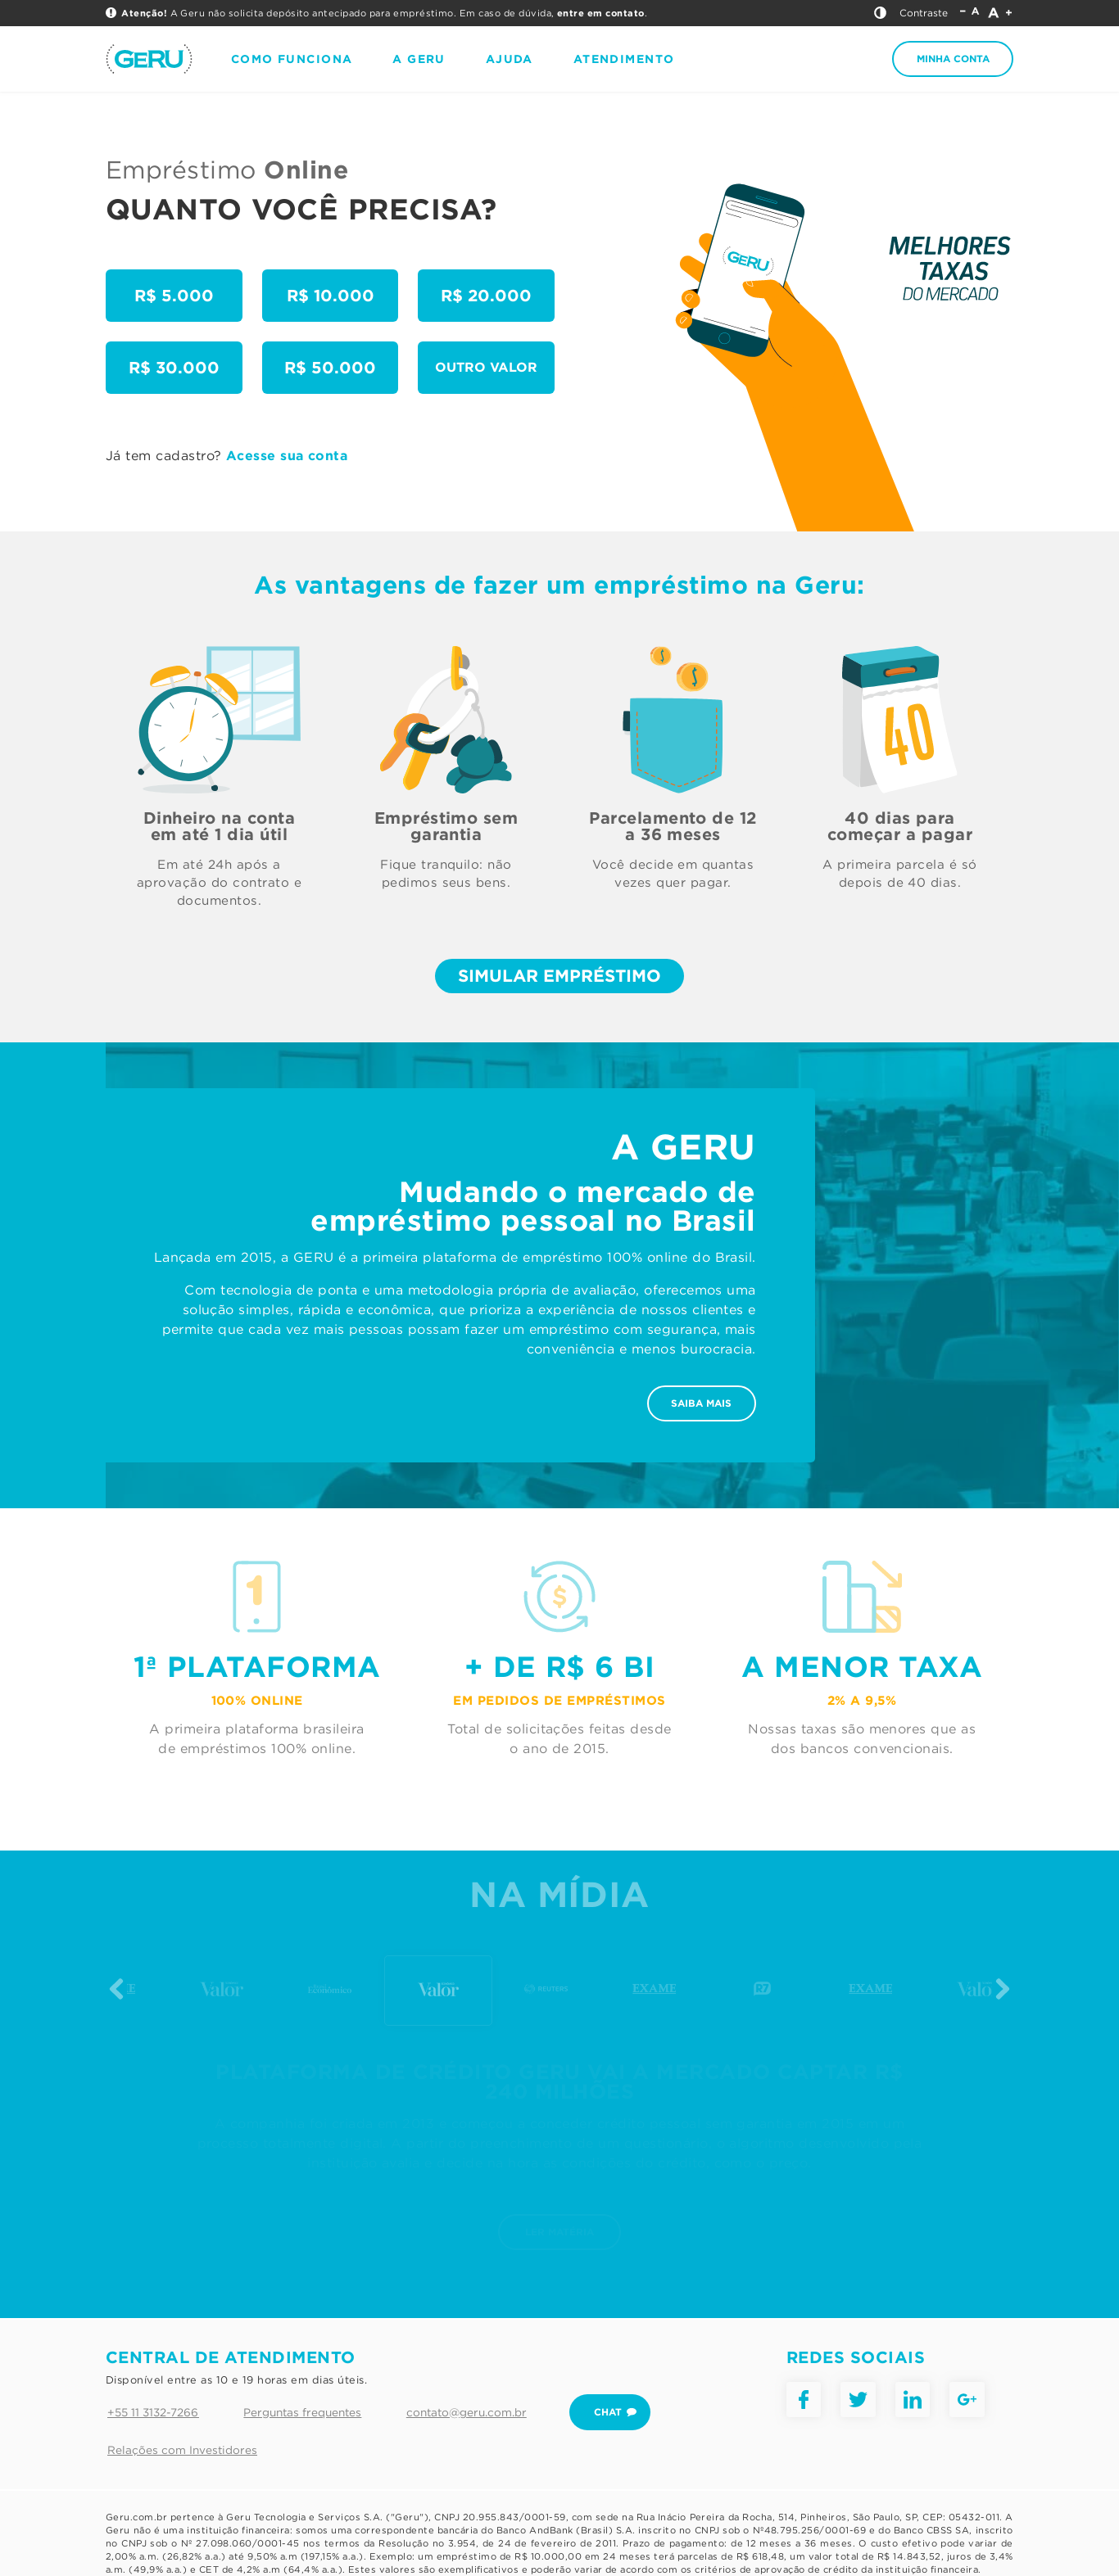 Atenção! A Geru não solicita depósito antecipado para empréstimo. Em caso de dúvida, entre em contato.
Contraste
- A A +
GERU
COMO FUNCIONA
A GERU
AJUDA
ATENDIMENTO
MINHA CONTA
Empréstimo Online
QUANTO VOCÊ PRECISA?
R$ 5.000
R$ 10.000
R$ 20.000
R$ 30.000
R$ 50.000
OUTRO VALOR
GERU
MELHORES
TAXAS
DO MERCADO
Já tem cadastro? Acesse sua conta
As vantagens de fazer um empréstimo na Geru:
40
Dinheiro na conta
em até 1 dia útil
Em até 24h após a
aprovação do contrato e
documentos.
Empréstimo sem
garantia
Fique tranquilo: não
pedimos seus bens.
Parcelamento de 12
a 36 meses
Você decide em quantas
vezes quer pagar.
40 dias para
começar a pagar
A primeira parcela é só
depois de 40 dias.
SIMULAR EMPRÉSTIMO
A GERU
Mudando o mercado de
empréstimo pessoal no Brasil
Lançada em 2015, a GERU é a primeira plataforma de empréstimo 100% online do Brasil.
Com tecnologia de ponta e uma metodologia própria de avaliação, oferecemos uma
solução simples, rápida e econômica, que prioriza a experiência de nossos clientes e
permite que cada vez mais pessoas possam fazer um empréstimo com segurança, mais
conveniência e menos burocracia.
SAIBA MAIS
1
$
1ª PLATAFORMA
100% ONLINE
A primeira plataforma brasileira
de empréstimos 100% online.
+ DE R$ 6 BI
EM PEDIDOS DE EMPRÉSTIMOS
Total de solicitações feitas desde
o ano de 2015.
A MENOR TAXA
2% A 9,5%
Nossas taxas são menores que as
dos bancos convencionais.
NA MÍDIA
E
Valor
Econômico
Valor
REUTERS
EXAME
R7
EXAME
Valo
PLATAFORMA DE CRÉDITO GERU VAI A MERCADO CAPTAR R$
240 MILHÕES
CENTRAL DE ATENDIMENTO
Disponível entre as 10 e 19 horas em dias úteis.
+55 11 3132-7266
Perguntas frequentes
contato@geru.com.br
CHAT
Relações com Investidores
REDES SOCIAIS
f
in
G+
Geru.com.br pertence à Geru Tecnologia e Serviços S.A. ("Geru"), CNPJ 20.955.843/0001-59, com sede na Rua Inácio Pereira da Rocha, 514, Pinheiros, São Paulo, SP, CEP: 05432-011. A
Geru não é uma instituição financeira: somos uma correspondente bancária do Banco AndBank (Brasil) S.A. inscrito no CNPJ sob o Nº48.795.256/0001-69 e do Banco CBSS SA, inscrito
no CNPJ sob o Nº 27.098.060/0001-45 nos termos da Resolução no 3.954, de 24 de fevereiro de 2011. Prazo de pagamento: de 12 meses a 36 meses. O custo efetivo pode variar de
2,00% a.m. (26,82% a.a.) até 9,50% a.m (197,15% a.a.). Exemplo: um empréstimo de R$ 10.000,00 em 24 meses terá parcelas de R$ 618,48, um valor total de R$ 14.843,52, juros de 3,4%
a.m. (49,9% a.a.) e CET de 4,2% a.m (64,4% a.a.). Estes valores são exemplificativos e poderão variar de acordo com os critérios de aprovação de crédito da instituição financeira.